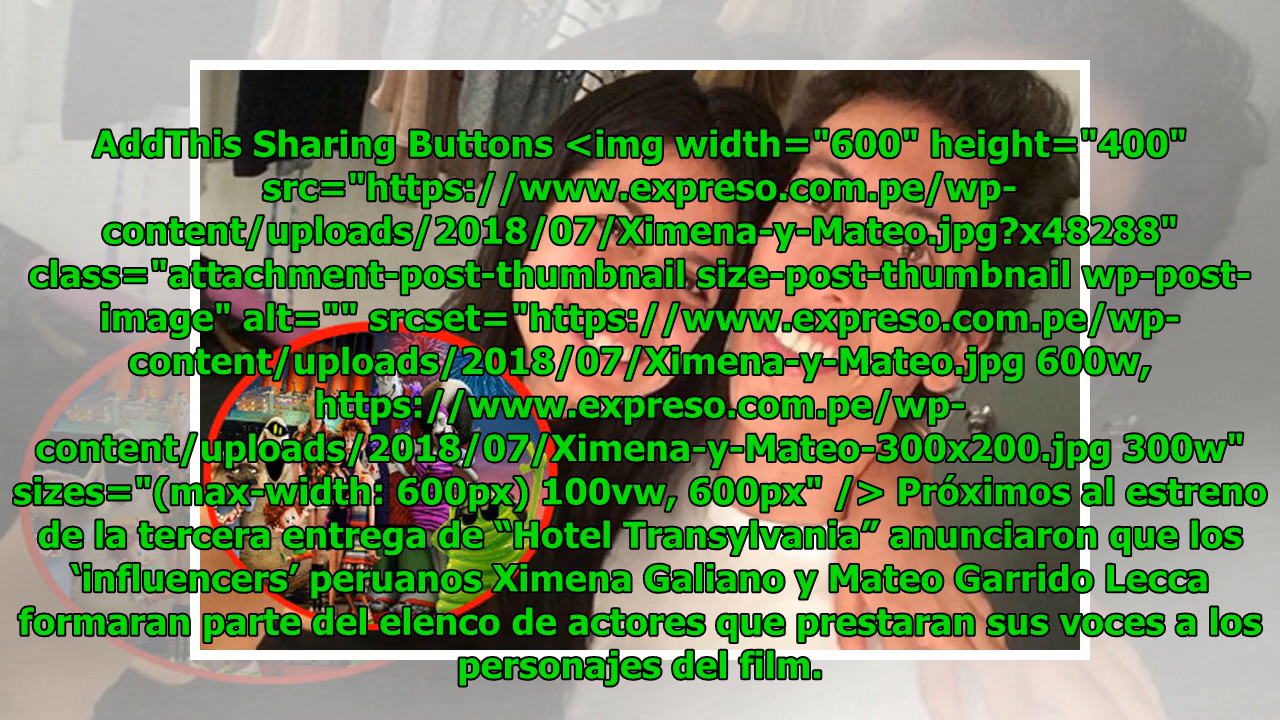 AddThis Sharing Buttons <img width="600" height="400"
src="https://www.expreso.com.pe/wp-
content/uploads/2018/07/Ximena-y-Mateo.jpg?x48288"
class="attachment-post-thumbnail size-post-thumbnail wp-post-
image" alt="" srcset="https://www.expreso.com.pe/wp-
content/uploads/2018/07/Ximena-y-Mateo.jpg 600w,
https://www.expreso.com.pe/wp-
content/uploads/2018/07/Ximena-y-Mateo-300x200.jpg 300w"
sizes="(max-width: 600px) 100vw, 600px" /> Próximos al estreno
de la tercera entrega de “Hotel Transylvania” anunciaron que los
‘influencers’ peruanos Ximena Galiano y Mateo Garrido Lecca
formaran parte del elenco de actores que prestaran sus voces a los
personajes del film.